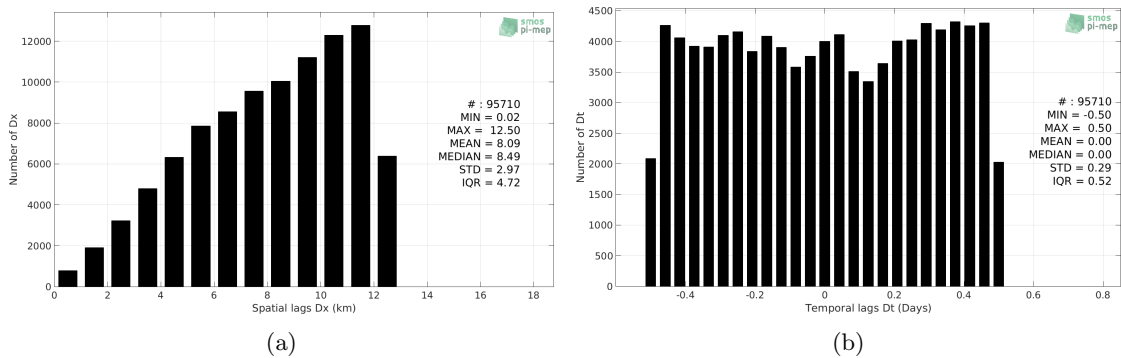 12000
10000
8000
6000
4000
2000
0
0 2 4 6 8 10 12 14 16 18
Number of Dx
Spatial lags Dx (km)
smos
pi-mep
# : 95710
MIN = 0.02
MAX = 12.50
MEAN = 8.09
MEDIAN = 8.49
STD = 2.97
IQR = 4.72
(a)
4500
4000
3500
3000
2500
2000
1500
1000
500
0
-0.4 -0.2 0 0.2 0.4 0.6 0.8
Number of Dt
Temporal lags Dt (Days)
smos
pi-mep
# : 95710
MIN = -0.50
MAX = 0.50
MEAN = 0.00
MEDIAN = 0.00
STD = 0.29
IQR = 0.52
(b)